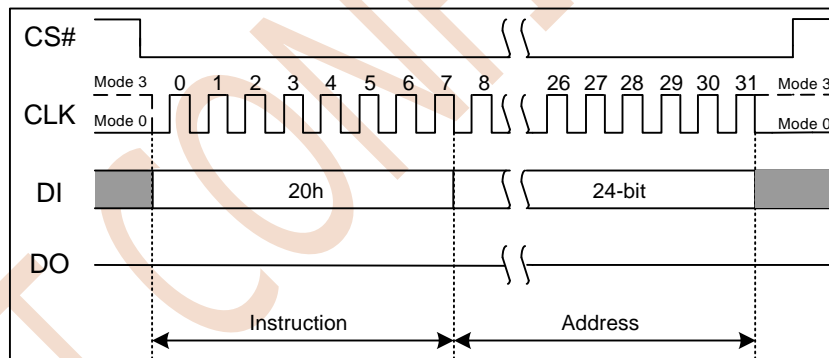 CS#
Mode 3 0 1 2 3 4 5 6 7 8 26 27 28 29 30 31 Mode 3
CLK
Mode 0 Mode 0
DI 20h 24-bit
DO
Instruction Address